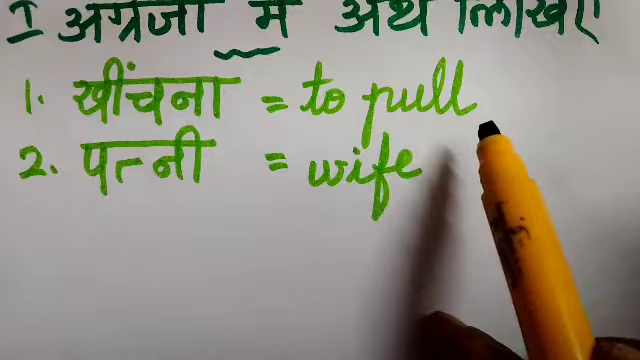 I अंग्रेजी में अर्थ लिखिए
1. खींचना = to pull
2. पत्नी = wife